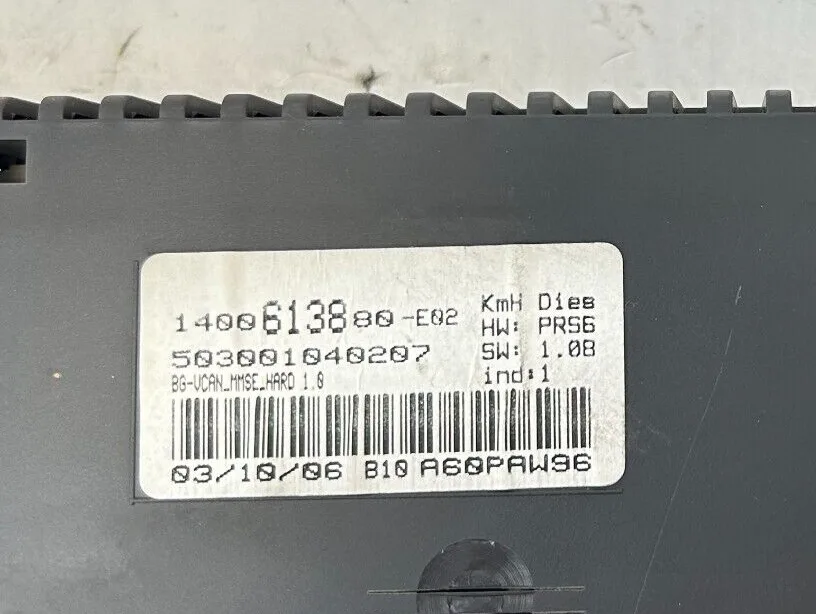 1400613880-E02
KmH Dies
HW: PRS6
503001040207
SW: 1.08
BG-VCAN_MMSE_HARD 1.0
ind:1
03/10/06 B10 A60PAW96